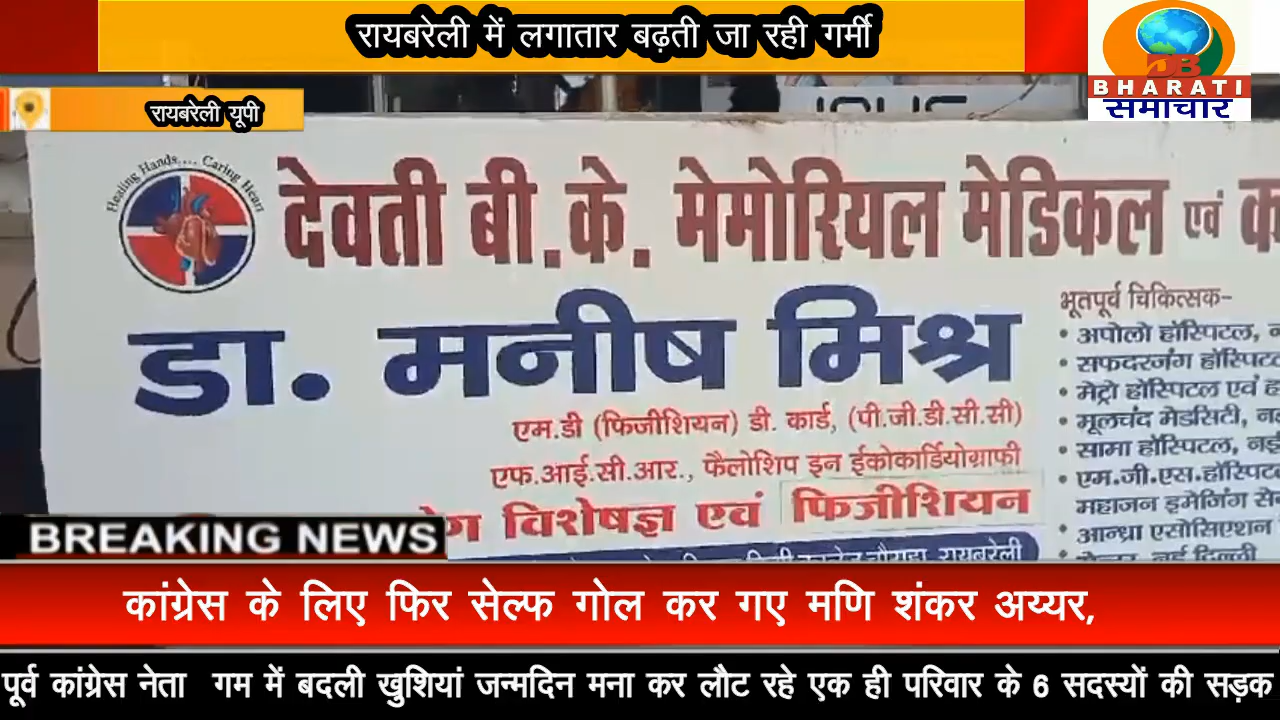 रायबरेली में लगातार बढ़ती जा रही गर्मी
DB
BHARATI
समाचार
रायबरेली यूपी
Healing Hands.... Caring Heart
देवती बी.के. मेमोरियल मेडिकल एवं
डा. मनीष मिश्र
एम.डी (फिजीशियन) डी. कार्ड, (पी.जी.डी.सी.सी)
एफ.आई.सी.आर., फैलोशिप इन ईकोकार्डियोग्राफी
विशेषज्ञ एवं फिजीशियन
रायबरेली
भूतपूर्व चिकित्सक-
• अपोलो हॉस्पिटल,
• सफदरजंग हॉस्पिटल
• मेट्रो हॉस्पिटल एवं
• मूलचंद मेडसिटी,
• सामा हॉस्पिटल,
• एम.जी.एस.हॉस्पिटल
महाजन इमेजिंग
• आन्ध्रा एसोसिएशन
नई दिल्ली
BREAKING NEWS
कांग्रेस के लिए फिर सेल्फ गोल कर गए मणि शंकर अय्यर,
पूर्व कांग्रेस नेता गम में बदली खुशियां जन्मदिन मना कर लौट रहे एक ही परिवार के 6 सदस्यों की सड़क